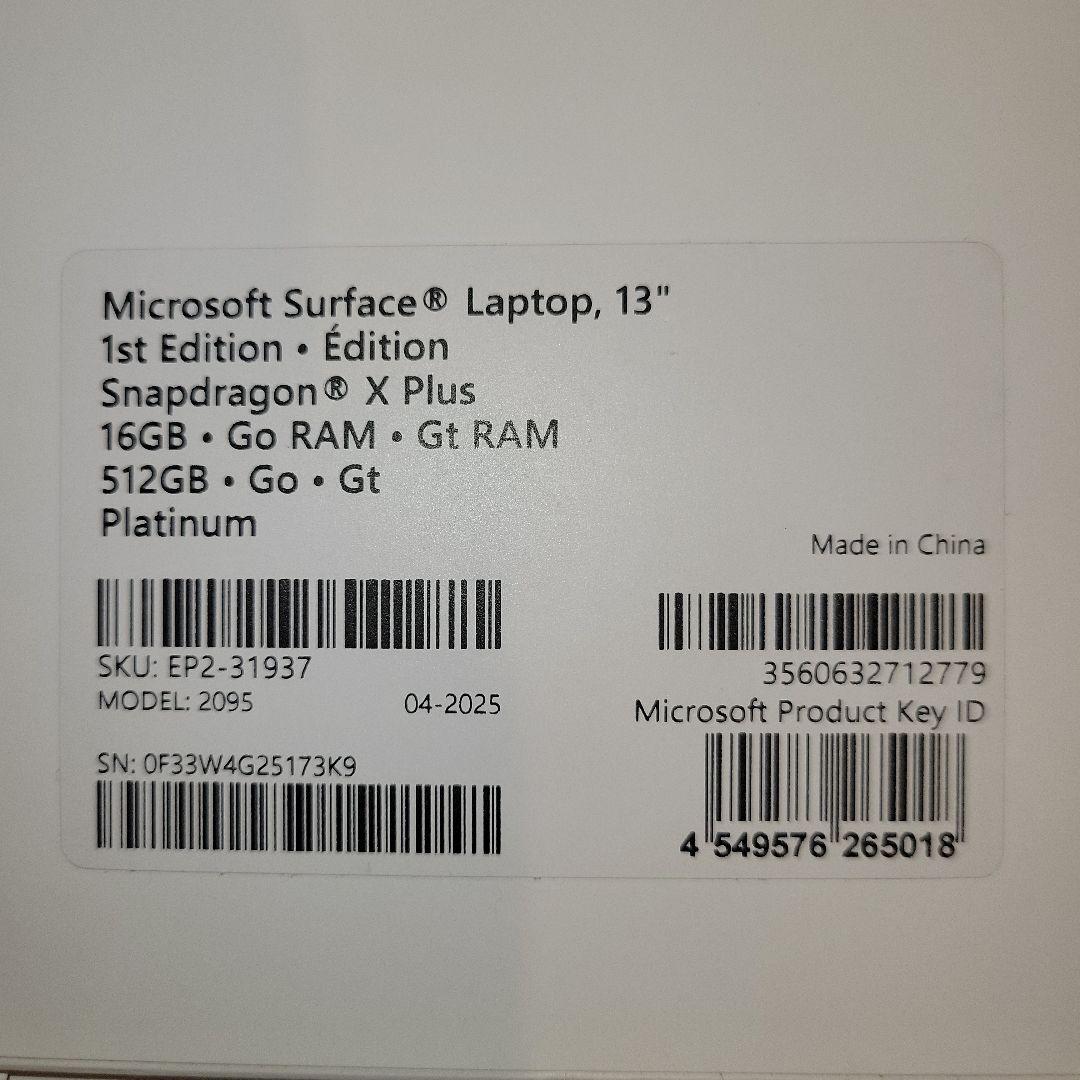 Microsoft Surface® Laptop, 13"
1st Edition • Édition
Snapdragon® X Plus
16GB • Go RAM • Gt RAM
512GB • Go • Gt
Platinum
Made in China
SKU: EP2-31937
MODEL: 2095 04-2025
SN: 0F33W4G25173K9
3560632712779
Microsoft Product Key ID
4 549576 265018